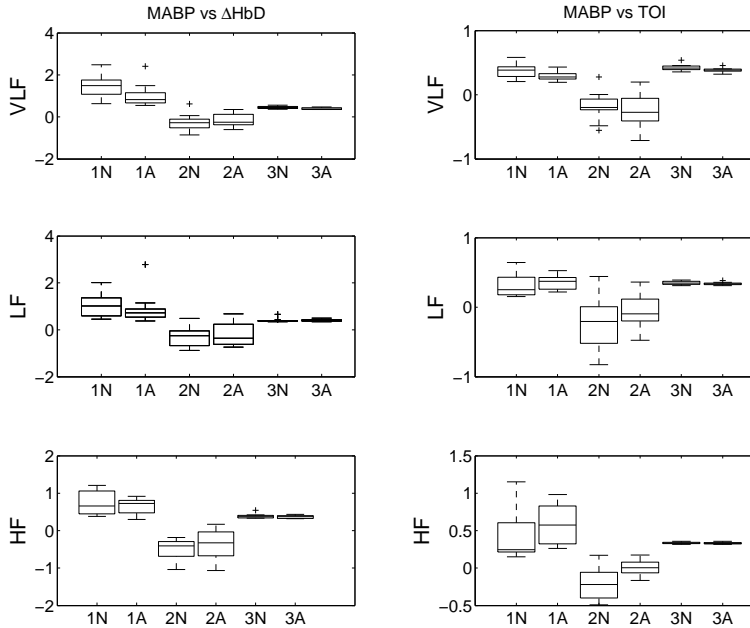 MABP vs ΔHbD
MABP vs TOI
VLF
4
2
0
−2
1N 1A 2N 2A 3N 3A
VLF
1
0
−1
1N 1A 2N 2A 3N 3A
LF
4
2
0
−2
1N 1A 2N 2A 3N 3A
LF
1
0
−1
1N 1A 2N 2A 3N 3A
HF
2
1
0
−1
−2
1N 1A 2N 2A 3N 3A
HF
1.5
1
0.5
0
−0.5
1N 1A 2N 2A 3N 3A